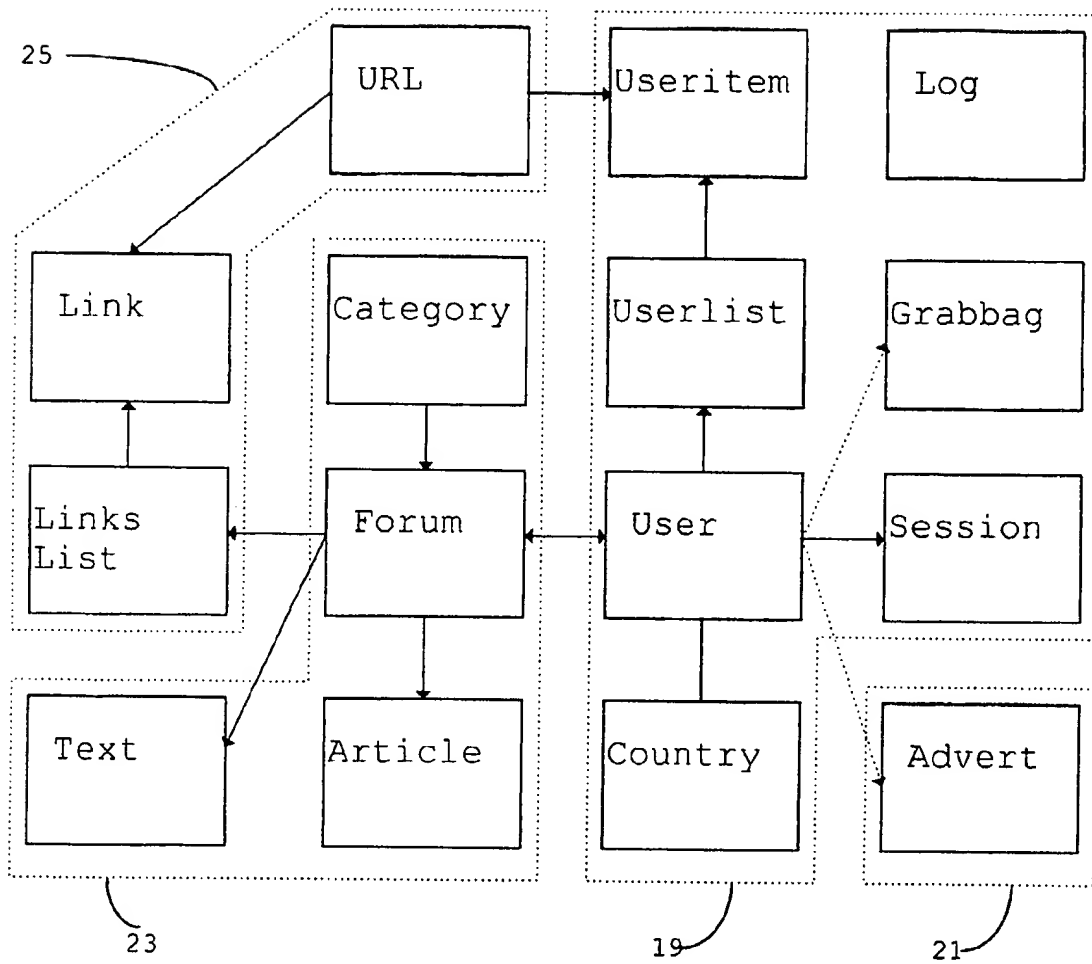 25
URL
Useritem
Log
Link
Category
Userlist
Grabbag
Links
List
Forum
User
Session
Text
Article
Country
Advert
23
19
21